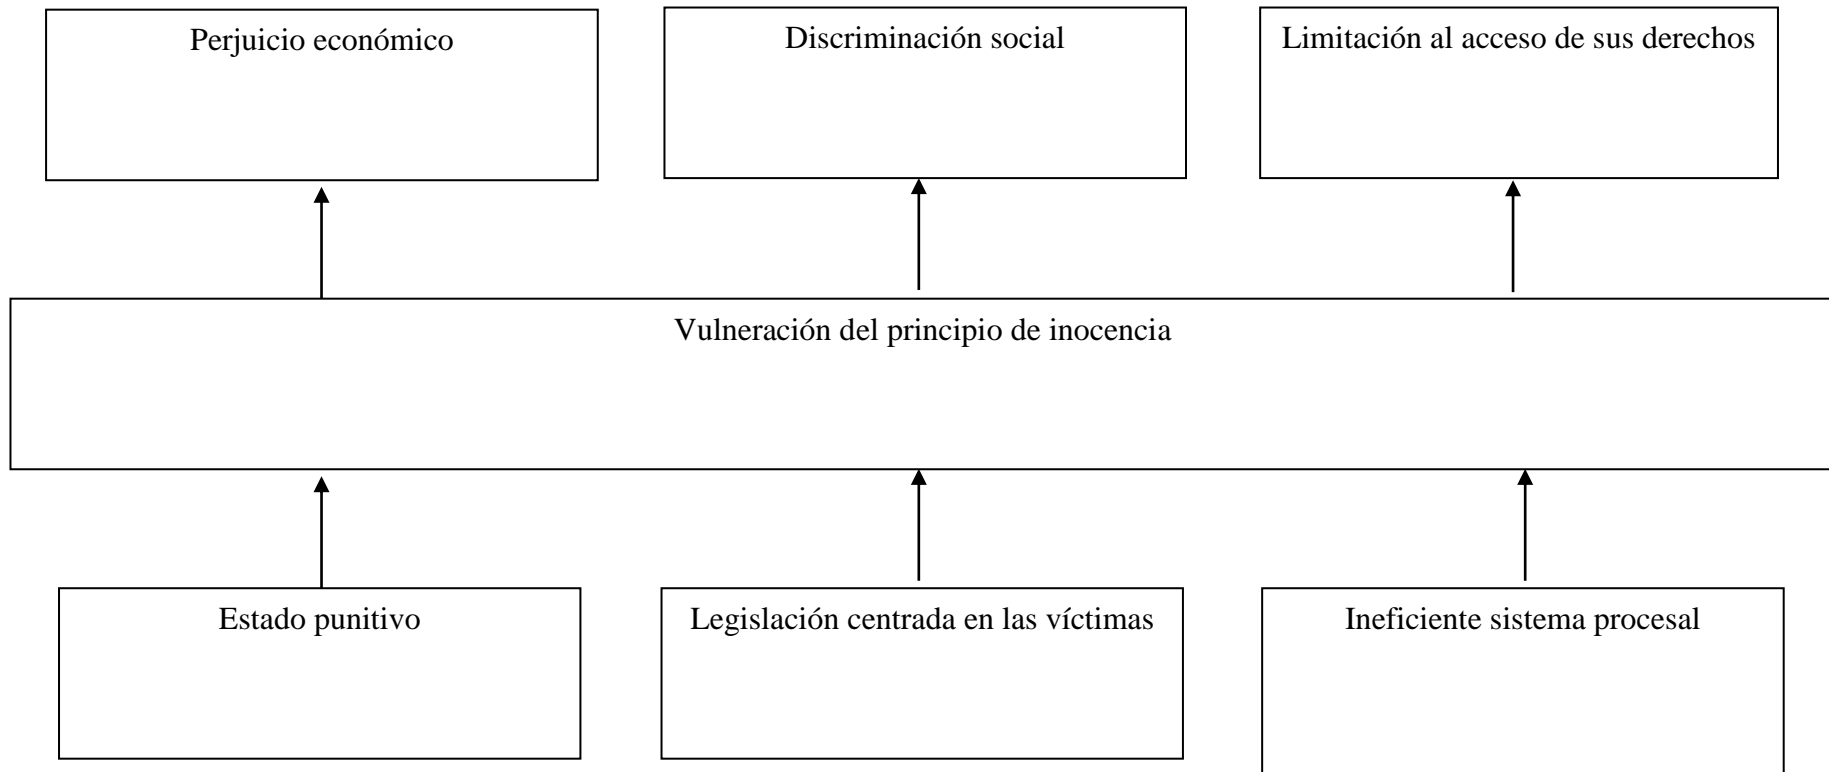 Perjuicio económico
Discriminación social
Limitación al acceso de sus derechos
Vulneración del principio de inocencia
Estado punitivo
Legislación centrada en las víctimas
Ineficiente sistema procesal